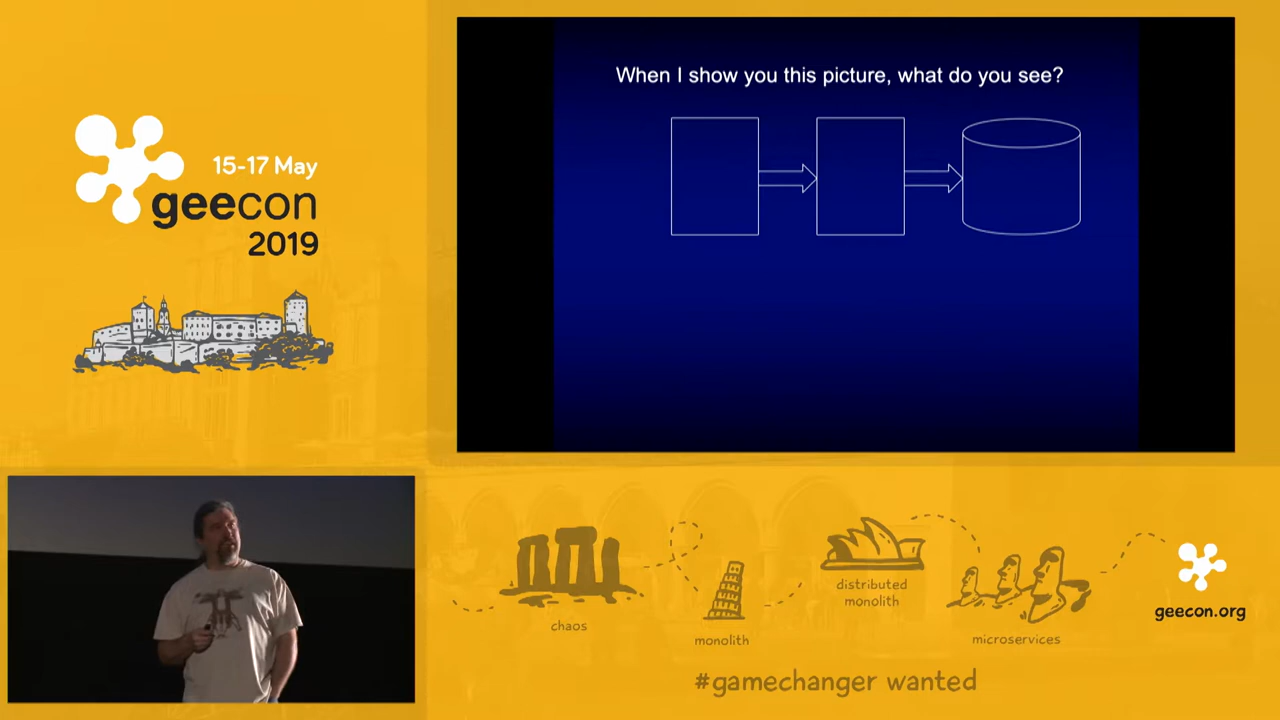 15-17 May
geecon
2019
When I show you this picture, what do you see?
chaos
monolith
distributed
monolith
microservices
geecon.org
#gamechanger wanted